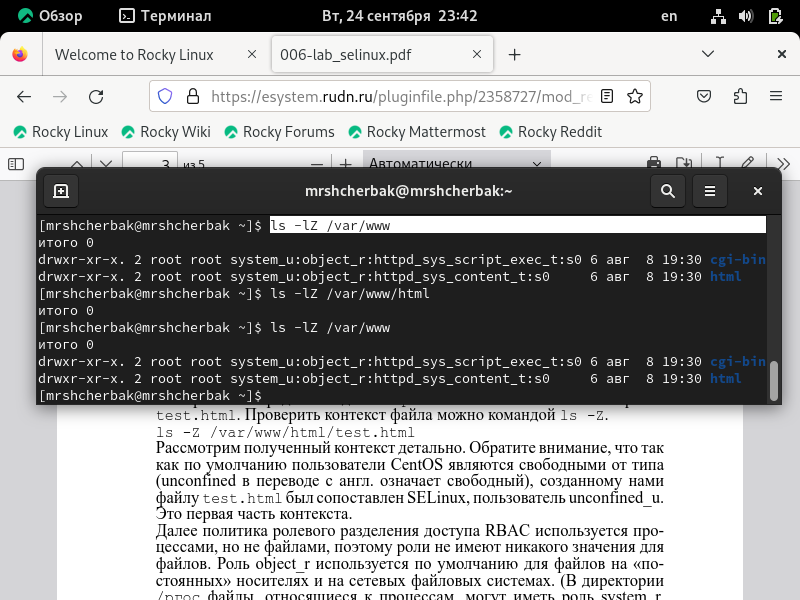 Обзор Терминал Вт, 24 сентября 23:42 en
Welcome to Rocky Linux × 006-lab_selinux.pdf × +
https://esystem.rudn.ru/pluginfile.php/2358727/mod_re
Rocky Linux Rocky Wiki Rocky Forums Rocky Mattermost Rocky Reddit
3 из 5 — + Автоматически
mrshcherbak@mrshcherbak:~
[mrshcherbak@mrshcherbak ~]$ ls -lZ /var/www
итого 0
drwxr-xr-x. 2 root root system_u:object_r:httpd_sys_script_exec_t:s0 6 авг  8 19:30 cgi-bin
drwxr-xr-x. 2 root root system_u:object_r:httpd_sys_content_t:s0     6 авг  8 19:30 html
[mrshcherbak@mrshcherbak ~]$ ls -lZ /var/www/html
итого 0
[mrshcherbak@mrshcherbak ~]$ ls -lZ /var/www
итого 0
drwxr-xr-x. 2 root root system_u:object_r:httpd_sys_script_exec_t:s0 6 авг  8 19:30 cgi-bin
drwxr-xr-x. 2 root root system_u:object_r:httpd_sys_content_t:s0     6 авг  8 19:30 html
[mrshcherbak@mrshcherbak ~]$
test.html. Проверить контекст файла можно командой ls -Z.
ls -Z /var/www/html/test.html
Рассмотрим полученный контекст детально. Обратите внимание, что так
как по умолчанию пользователи CentOS являются свободными от типа
(unconfined в переводе с англ. означает свободный), созданному нами
файлу test.html был сопоставлен SELinux, пользователь unconfined_u.
Это первая часть контекста.
Далее политика ролевого разделения доступа RBAC используется про-
цессами, но не файлами, поэтому роли не имеют никакого значения для
файлов. Роль object_r используется по умолчанию для файлов на «по-
стоянных» носителях и на сетевых файловых системах. (В директории
/proc файлы, относящиеся к процессам, могут иметь роль system_r.